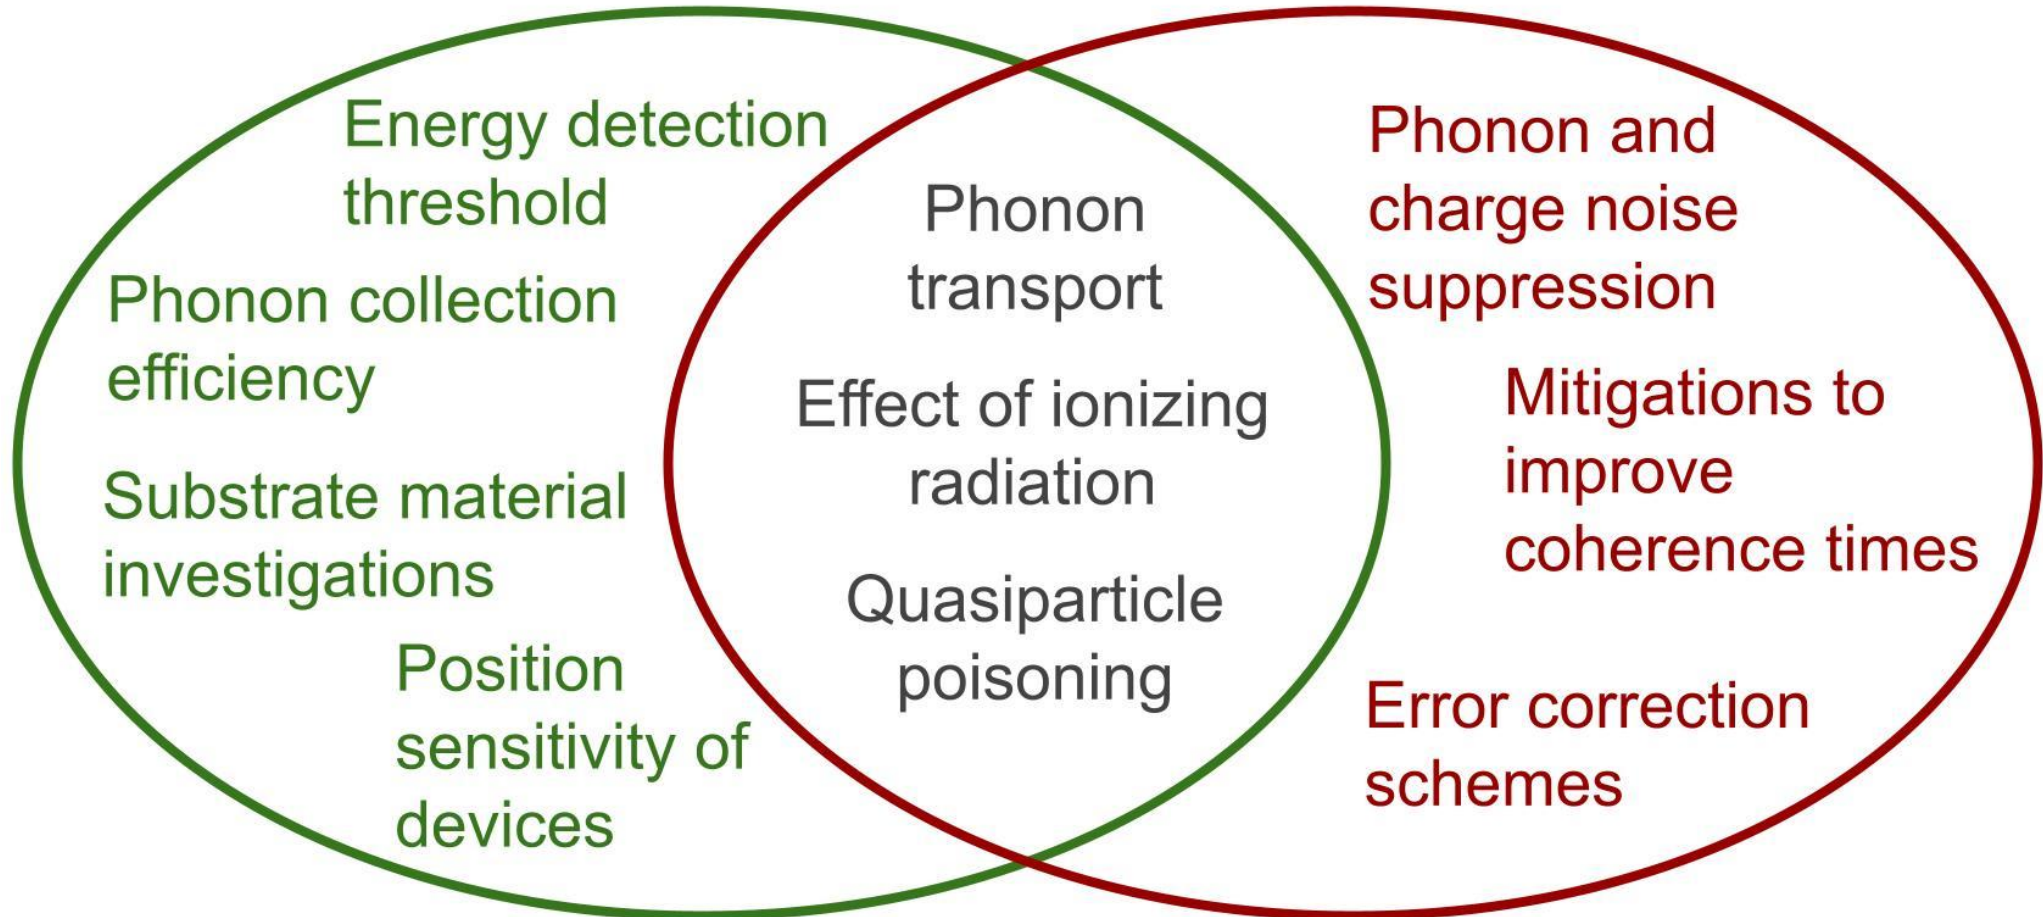 Energy detection
threshold
Phonon collection
efficiency
Substrate material
investigations
Position
sensitivity of
devices
Phonon
transport
Effect of ionizing
radiation
Quasiparticle
poisoning
Phonon and
charge noise
suppression
Mitigations to
improve
coherence times
Error correction
schemes